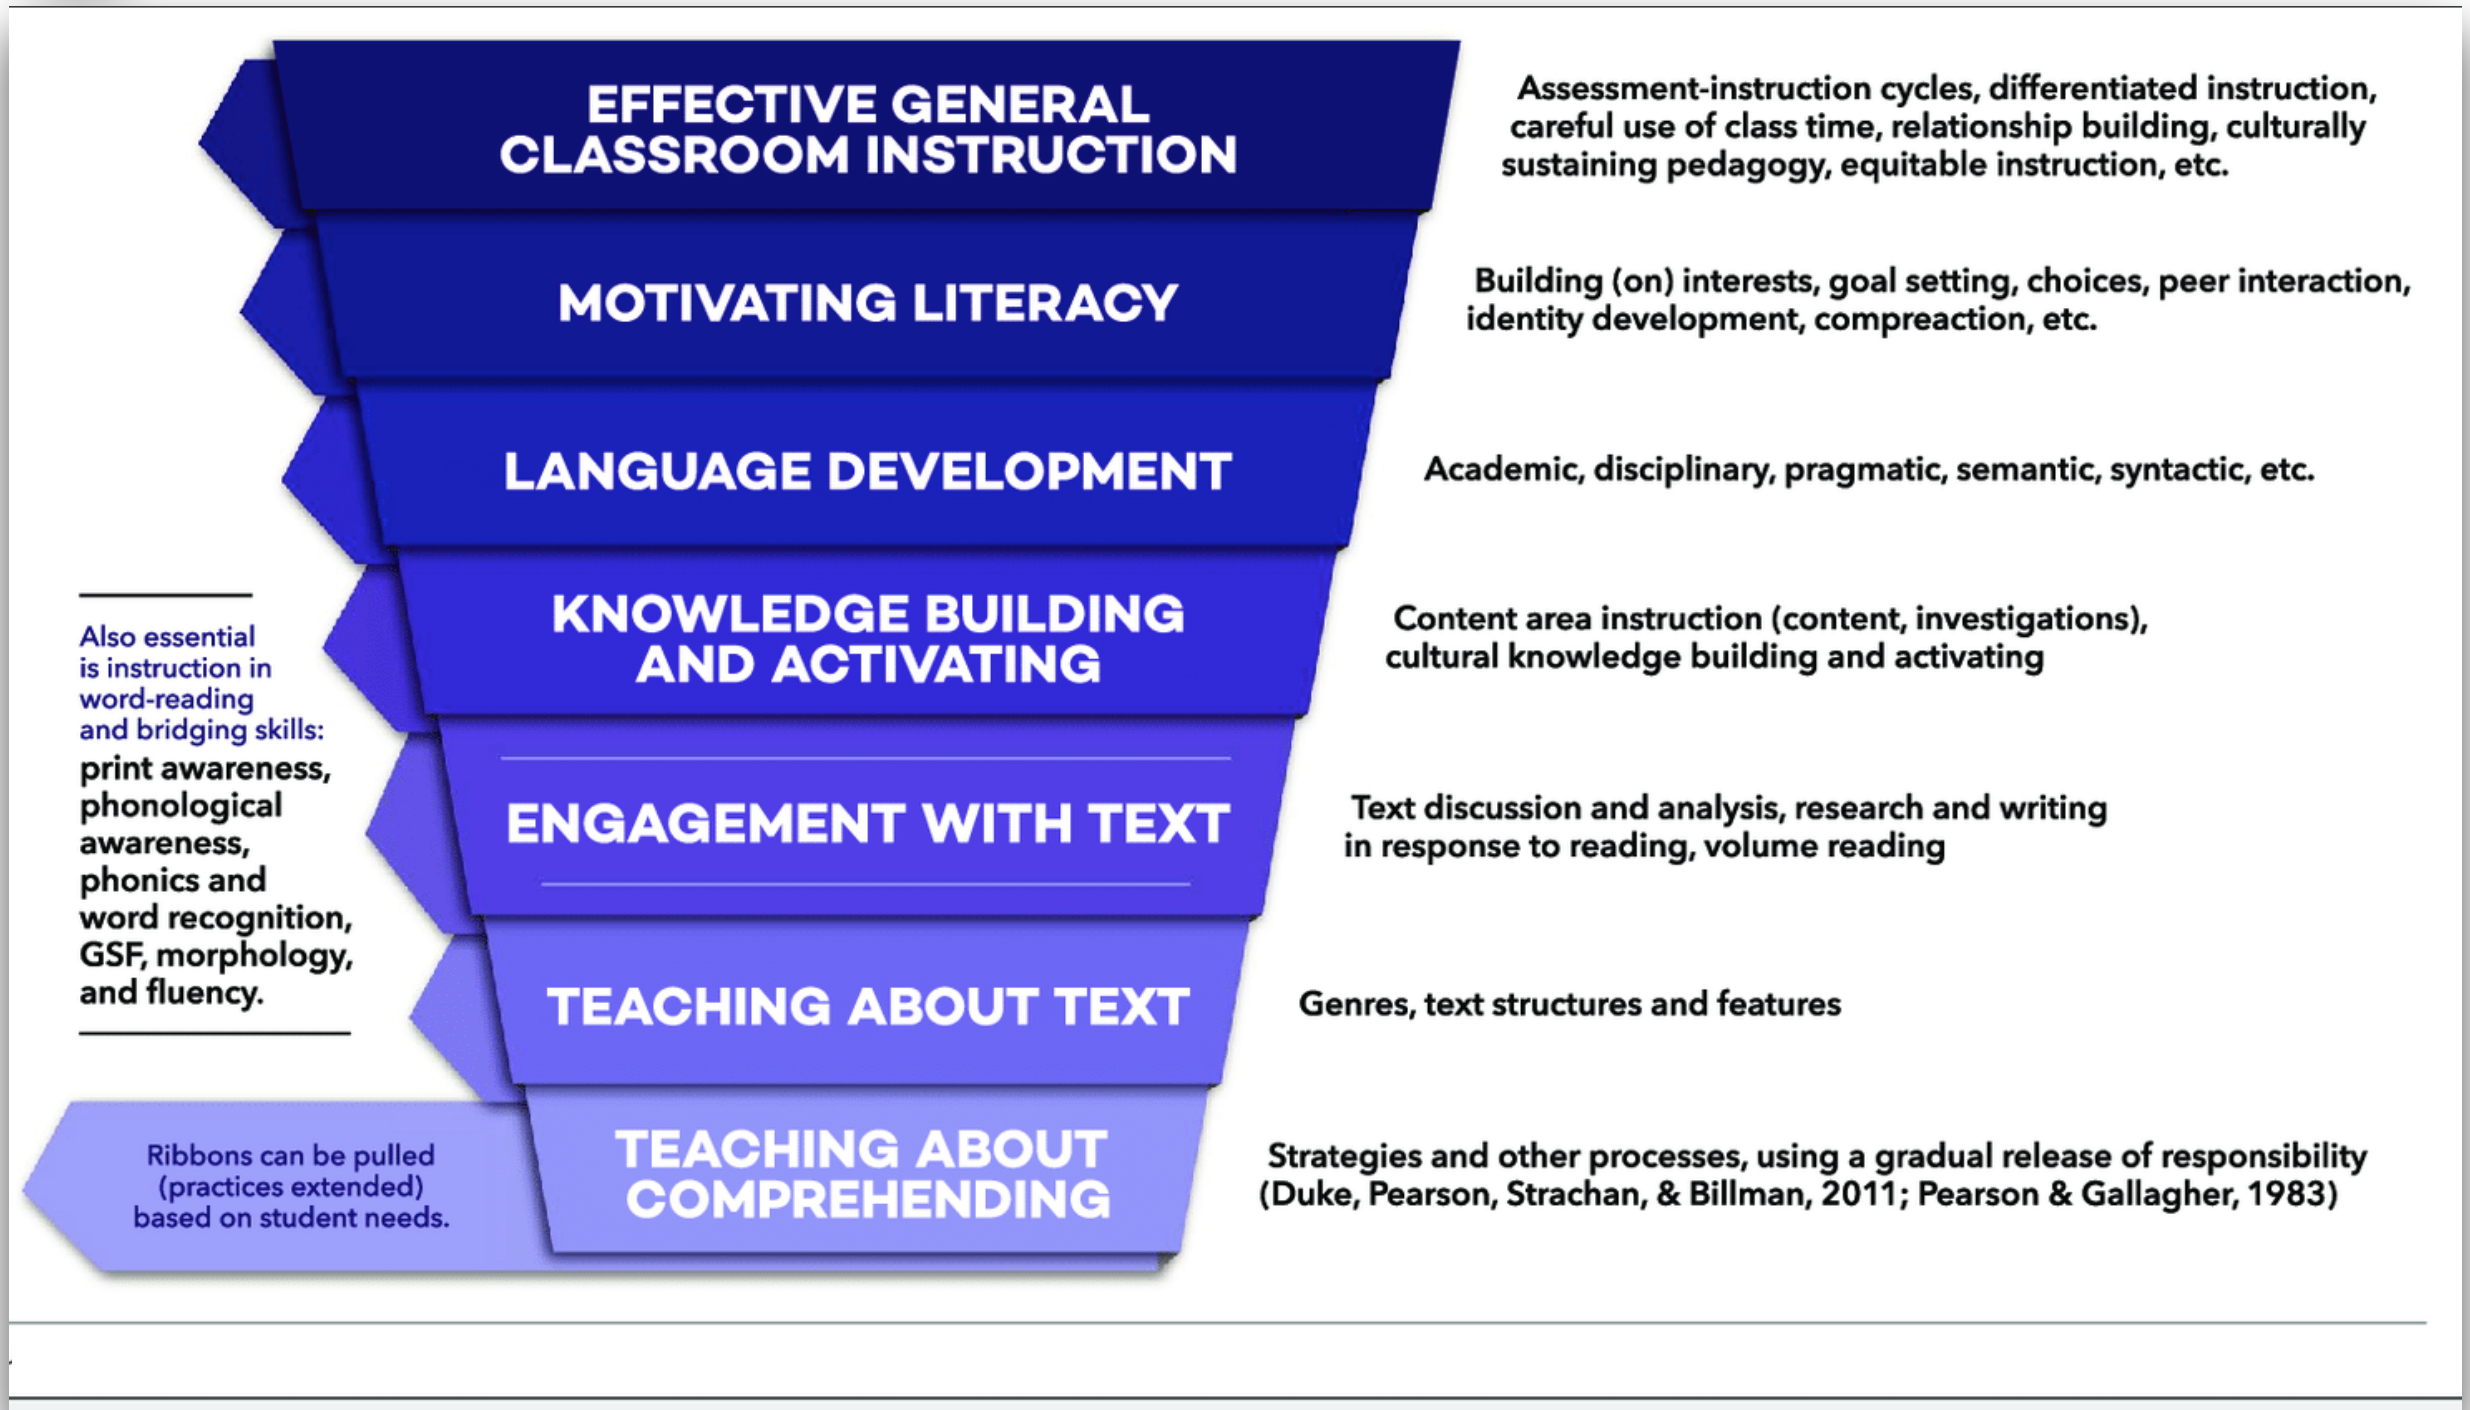 EFFECTIVE GENERAL
CLASSROOM INSTRUCTION
Assessment-instruction cycles, differentiated instruction,
careful use of class time, relationship building, culturally
sustaining pedagogy, equitable instruction, etc.
MOTIVATING LITERACY
Building (on) interests, goal setting, choices, peer interaction,
identity development, compreaction, etc.
LANGUAGE DEVELOPMENT
Academic, disciplinary, pragmatic, semantic, syntactic, etc.
KNOWLEDGE BUILDING
AND ACTIVATING
Content area instruction (content, investigations),
cultural knowledge building and activating
ENGAGEMENT WITH TEXT
Text discussion and analysis, research and writing
in response to reading, volume reading
TEACHING ABOUT TEXT
Genres, text structures and features
TEACHING ABOUT
COMPREHENDING
Strategies and other processes, using a gradual release of responsibility
(Duke, Pearson, Strachan, & Billman, 2011; Pearson & Gallagher, 1983)
Also essential
is instruction in
word-reading
and bridging skills:
print awareness,
phonological
awareness,
phonics and
word recognition,
GSF, morphology,
and fluency.
Ribbons can be pulled
(practices extended)
based on student needs.